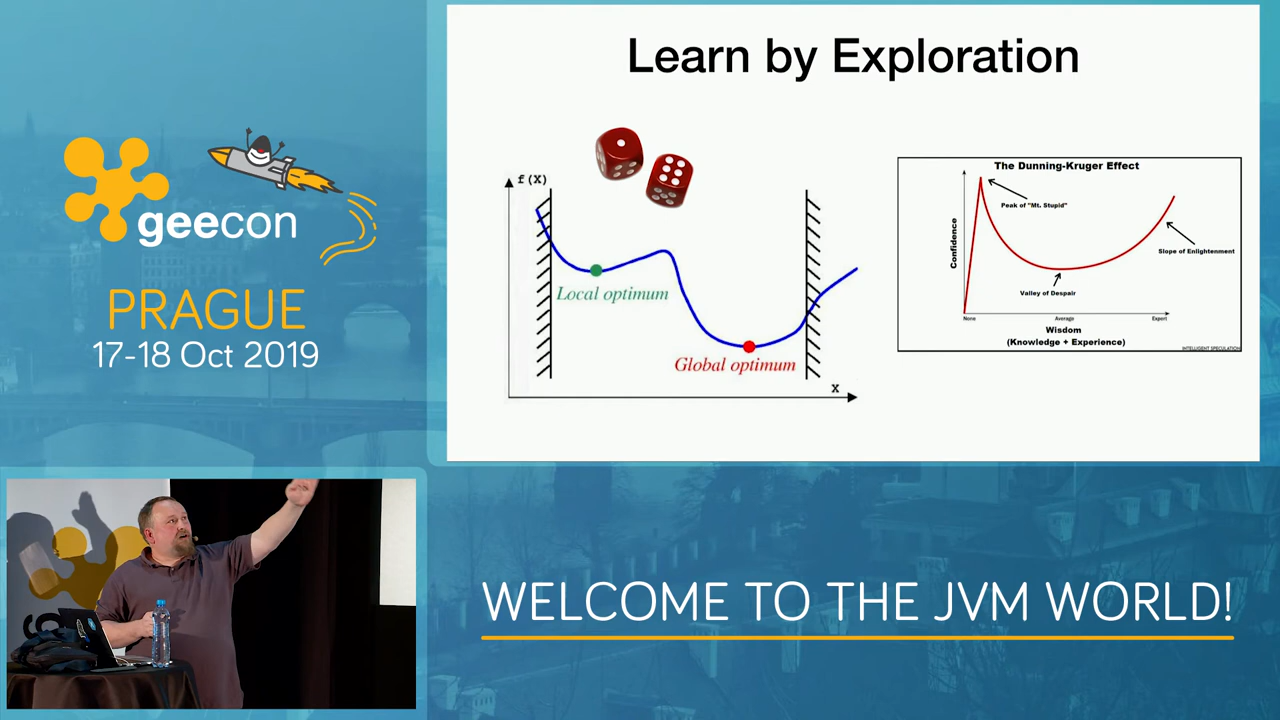 geecon
PRAGUE
17-18 Oct 2019
Learn by Exploration
f(X)
Local optimum
Global optimum
X
The Dunning-Kruger Effect
Peak of "Mt. Stupid"
Confidence
Slope of Enlightenment
Valley of Despair
None Average Expert
Wisdom
(Knowledge + Experience)
INTELLIGENT SPECULATION
WELCOME TO THE JVM WORLD!